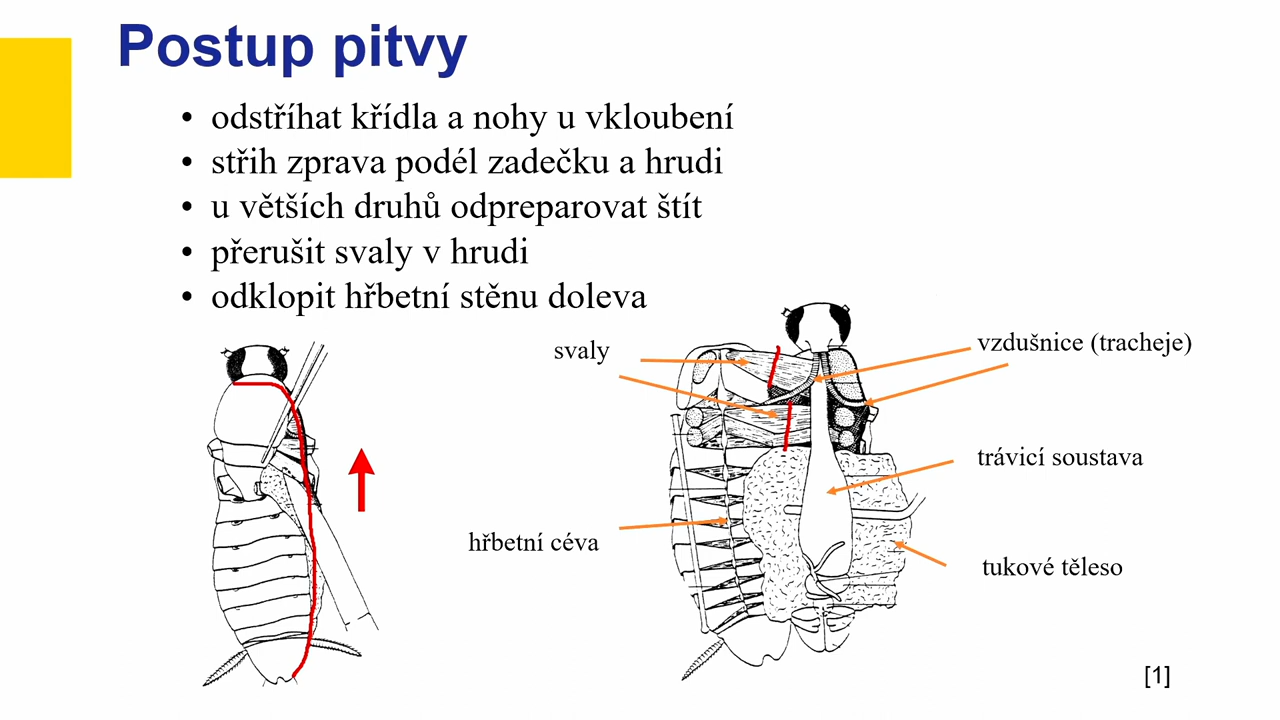 Postup pitvy
• odstříhat křídla a nohy u vkloubení
• střih zprava podél zadečku a hrudi
• u větších druhů odpreparovat štít
• přerušit svaly v hrudi
• odklopit hřbetní stěnu doleva
svaly
vzdušnice (tracheje)
trávicí soustava
hřbetní céva
tukové těleso
[1]